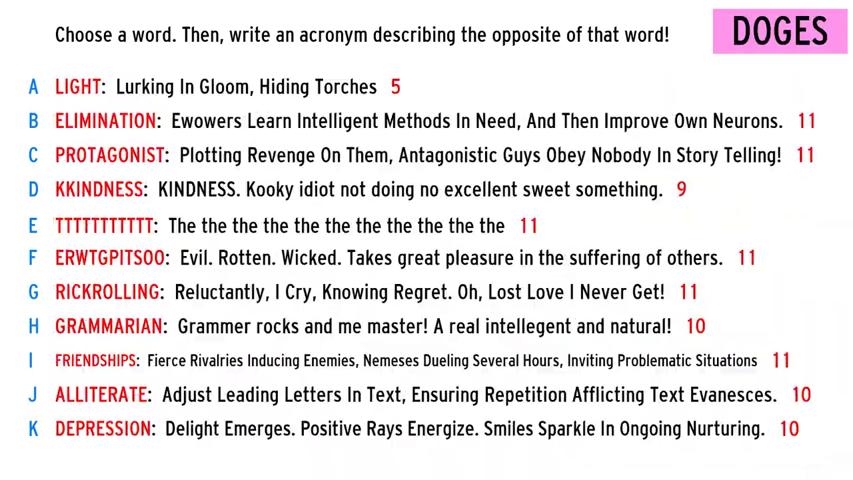 Choose a word. Then, write an acronym describing the opposite of that word!
DOGES
A LIGHT: Lurking In Gloom, Hiding Torches 5
B ELIMINATION: Ewowers Learn Intelligent Methods In Need, And Then Improve Own Neurons. 11
C PROTAGONIST: Plotting Revenge On Them, Antagonistic Guys Obey Nobody In Story Telling! 11
D KKINDNESS: KINDNESS. Kooky idiot not doing no excellent sweet something. 9
E TTTTTTTTTTT: The the the the the the the the the the the 11
F ERWTGPITSOO: Evil. Rotten. Wicked. Takes great pleasure in the suffering of others. 11
G RICKROLLING: Reluctantly, I Cry, Knowing Regret. Oh, Lost Love I Never Get! 11
H GRAMMARIAN: Grammer rocks and me master! A real intellegent and natural! 10
I FRIENDSHIPS: Fierce Rivalries Inducing Enemies, Nemeses Dueling Several Hours, Inviting Problematic Situations 11
J ALLITERATE: Adjust Leading Letters In Text, Ensuring Repetition Afflicting Text Evanesces. 10
K DEPRESSION: Delight Emerges. Positive Rays Energize. Smiles Sparkle In Ongoing Nurturing. 10